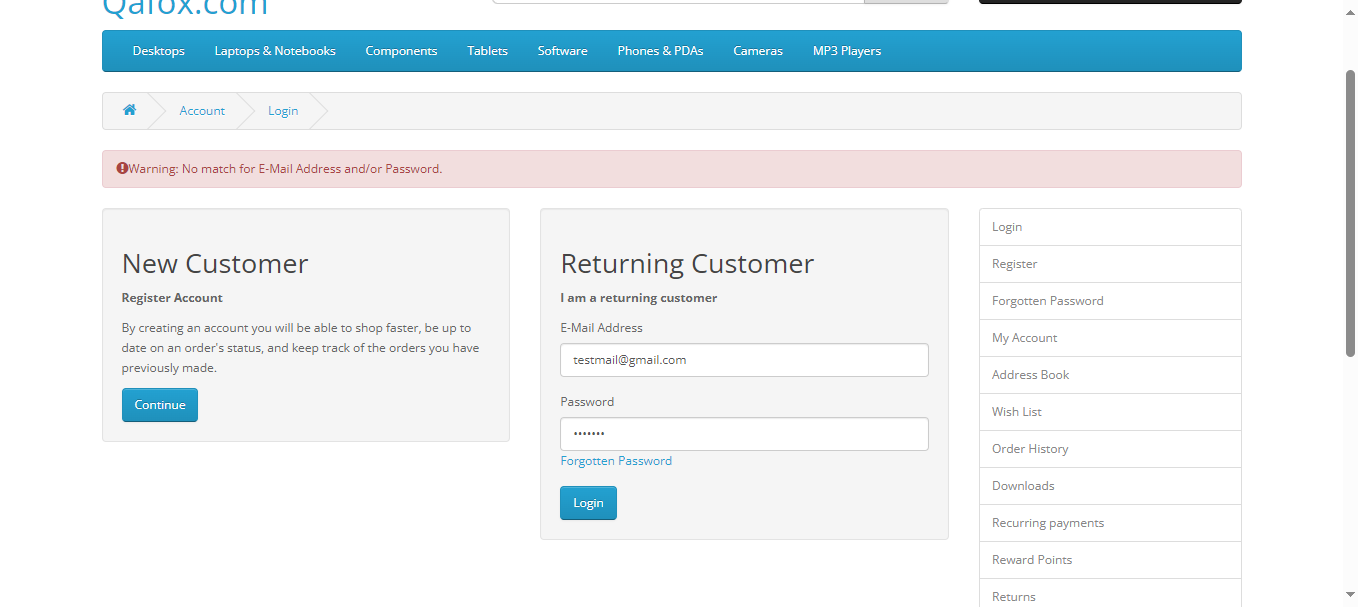 Qafox.com
Desktops Laptops & Notebooks Components Tablets Software Phones & PDAs Cameras MP3 Players
Account Login
Warning: No match for E-Mail Address and/or Password.
New Customer
Register Account
By creating an account you will be able to shop faster, be up to
date on an order's status, and keep track of the orders you have
previously made.
Continue
Returning Customer
I am a returning customer
E-Mail Address
testmail@gmail.com
Password
•••••••
Forgotten Password
Login
Login
Register
Forgotten Password
My Account
Address Book
Wish List
Order History
Downloads
Recurring payments
Reward Points
Returns